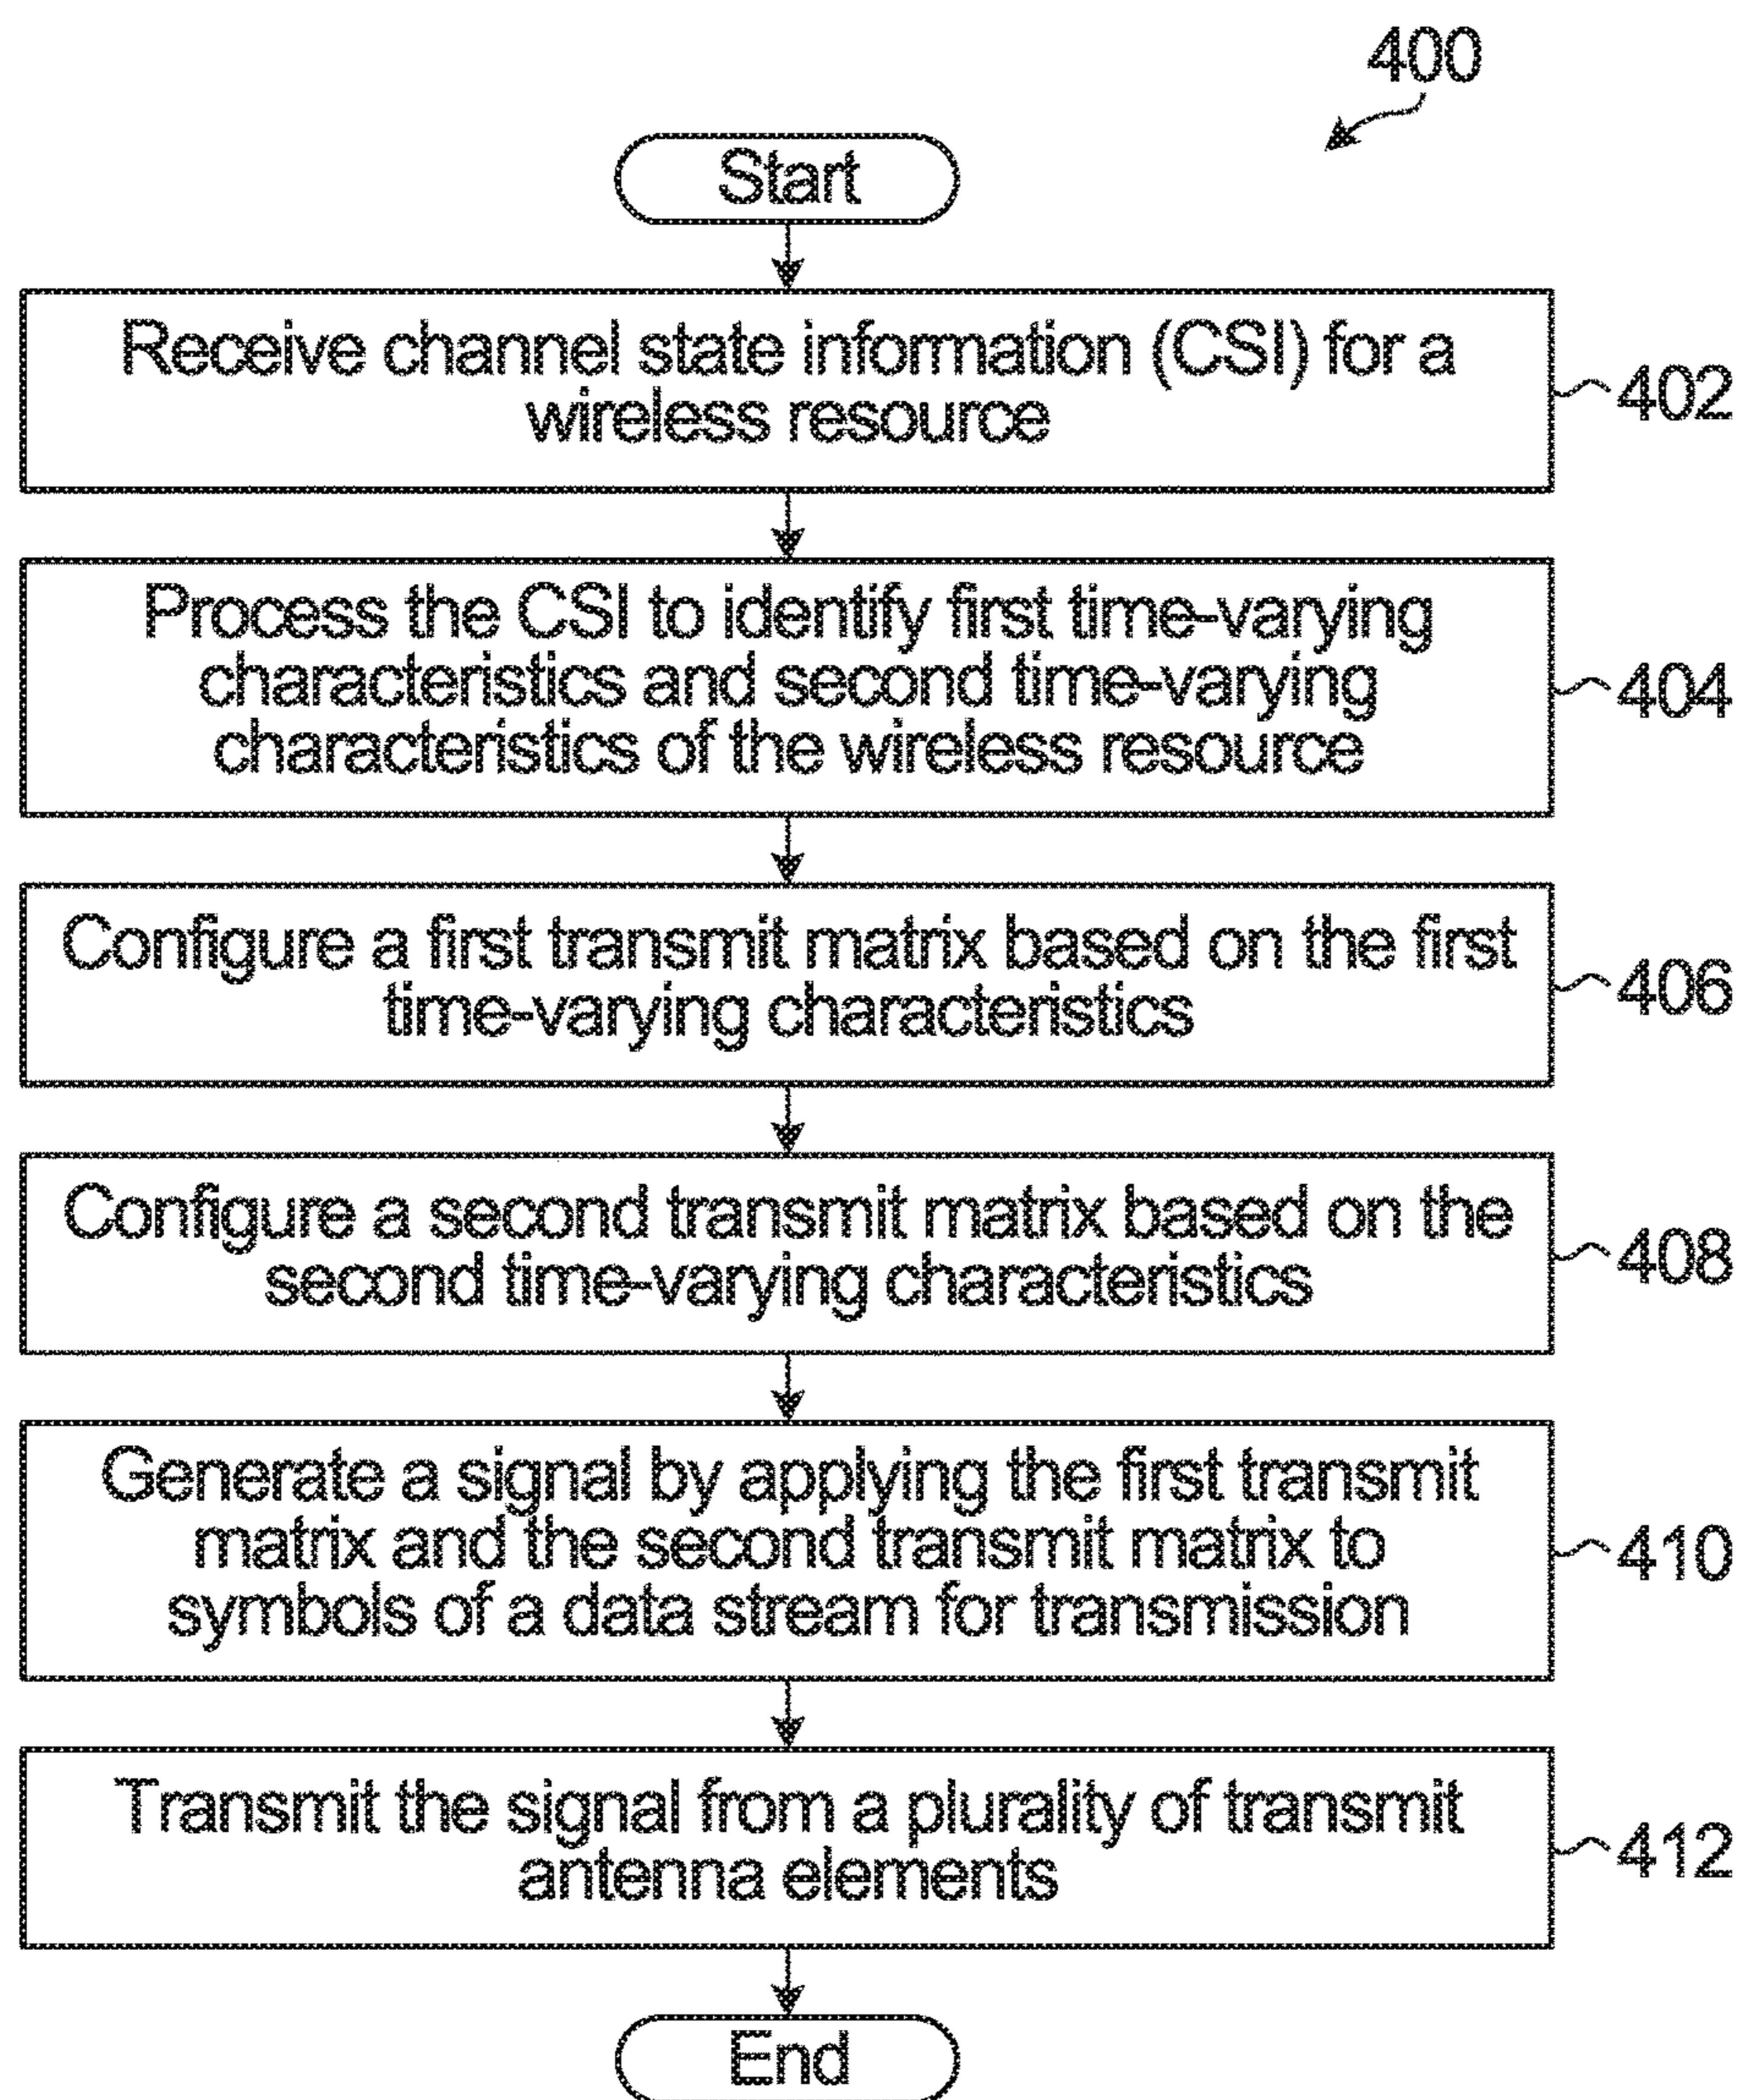 400
Start
Receive channel state information (CSI) for a
wireless resource
402
Process the CSI to identify first time-varying
characteristics and second time-varying
characteristics of the wireless resource
404
Configure a first transmit matrix based on the first
time-varying characteristics
406
Configure a second transmit matrix based on the
second time-varying characteristics
408
Generate a signal by applying the first transmit
matrix and the second transmit matrix to
symbols of a data stream for transmission
410
Transmit the signal from a plurality of transmit
antenna elements
412
End